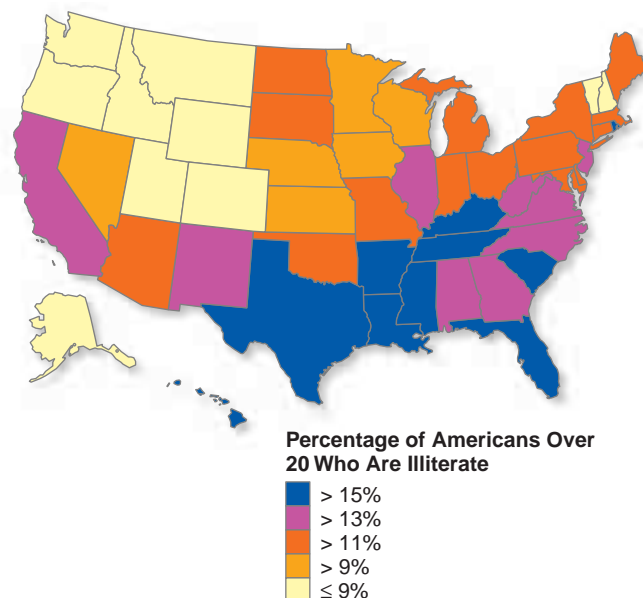 Percentage of Americans Over
20 Who Are Illiterate
> 15%
> 13%
> 11%
> 9%
≤ 9%